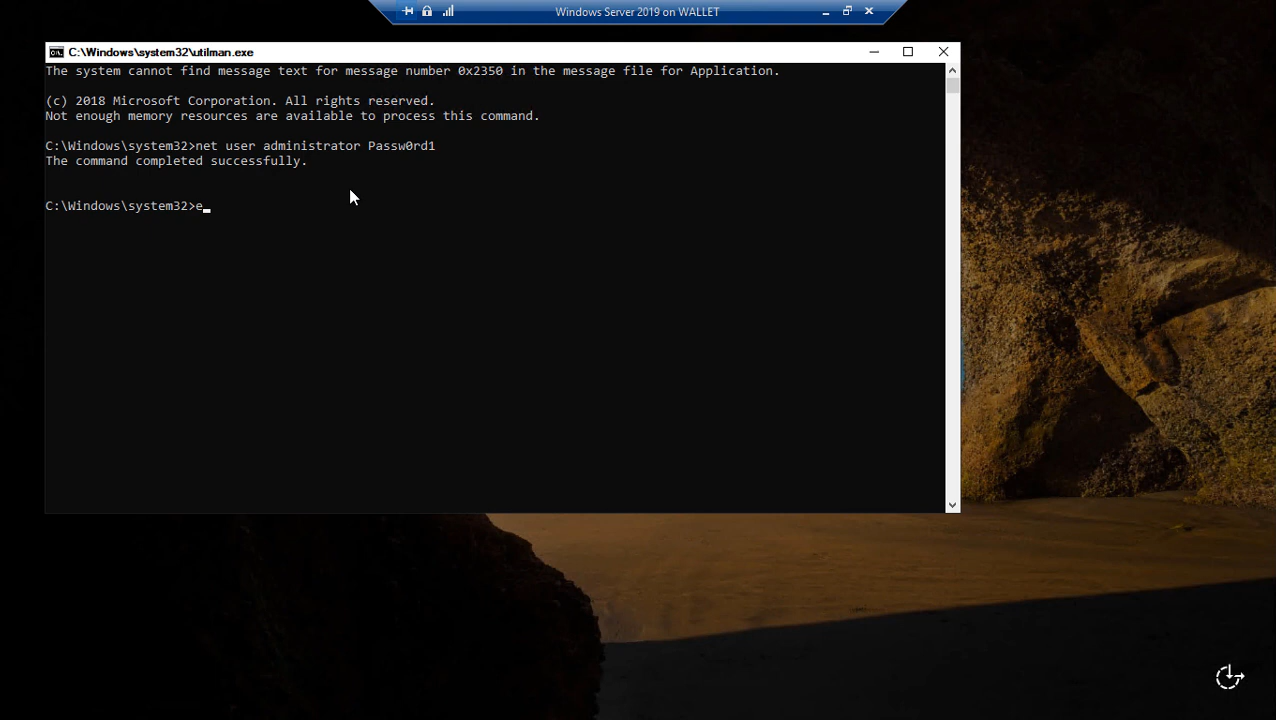 Windows Server 2019 on WALLET
C:\Windows\system32\utilman.exe
The system cannot find message text for message number 0x2350 in the message file for Application.
(c) 2018 Microsoft Corporation. All rights reserved.
Not enough memory resources are available to process this command.
C:\Windows\system32>net user administrator Passw0rd1
The command completed successfully.
C:\Windows\system32>e_